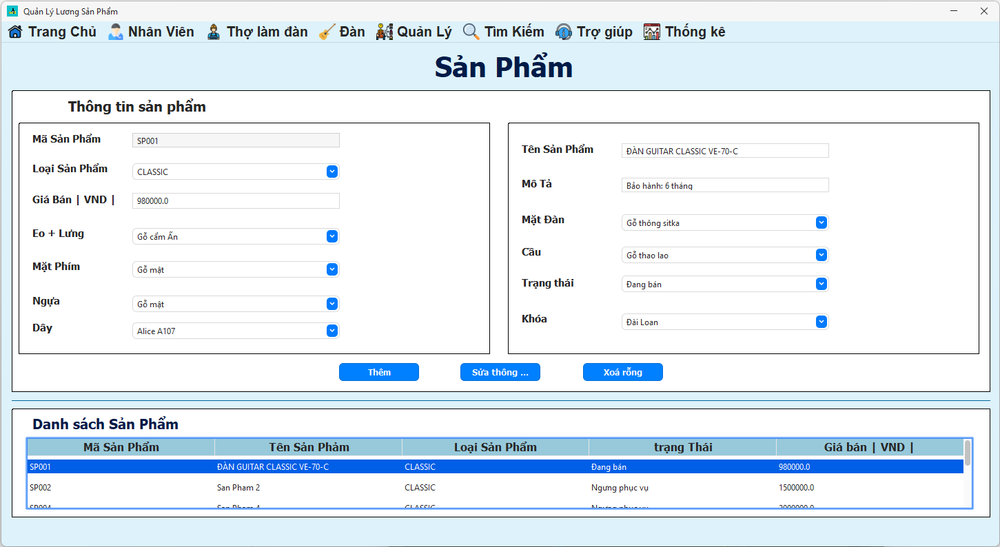 Quản Lý Lương Sản Phẩm
Trang Chủ Nhân Viên Thợ làm đàn Đàn Quản Lý Tìm Kiếm Trợ giúp Thống kê
Sản Phẩm
Thông tin sản phẩm
Mã Sản Phẩm SP001
Loại Sản Phẩm CLASSIC
Giá Bán | VND | 980000.0
Eo + Lưng Gỗ cẩm Ấn
Mặt Phím Gỗ mật
Ngựa Gỗ mật
Dây Alice A107
Tên Sản Phẩm ĐÀN GUITAR CLASSIC VE-70-C
Mô Tả Bảo hành: 6 tháng
Mặt Đàn Gỗ thông sitka
Cầu Gỗ thao lao
Trạng thái Đang bán
Khóa Đài Loan
Thêm Sửa thông ... Xoá rỗng
Danh sách Sản Phẩm
Mã Sản Phẩm Tên Sản Phảm Loại Sản Phẩm trạng Thái Giá bán | VND |
SP001 ĐÀN GUITAR CLASSIC VE-70-C CLASSIC Đang bán 980000.0
SP002 San Pham 2 CLASSIC Ngưng phục vụ 1500000.0
SP004 San Pham 4 CLASSIC Ngưng phục vụ 2000000.0